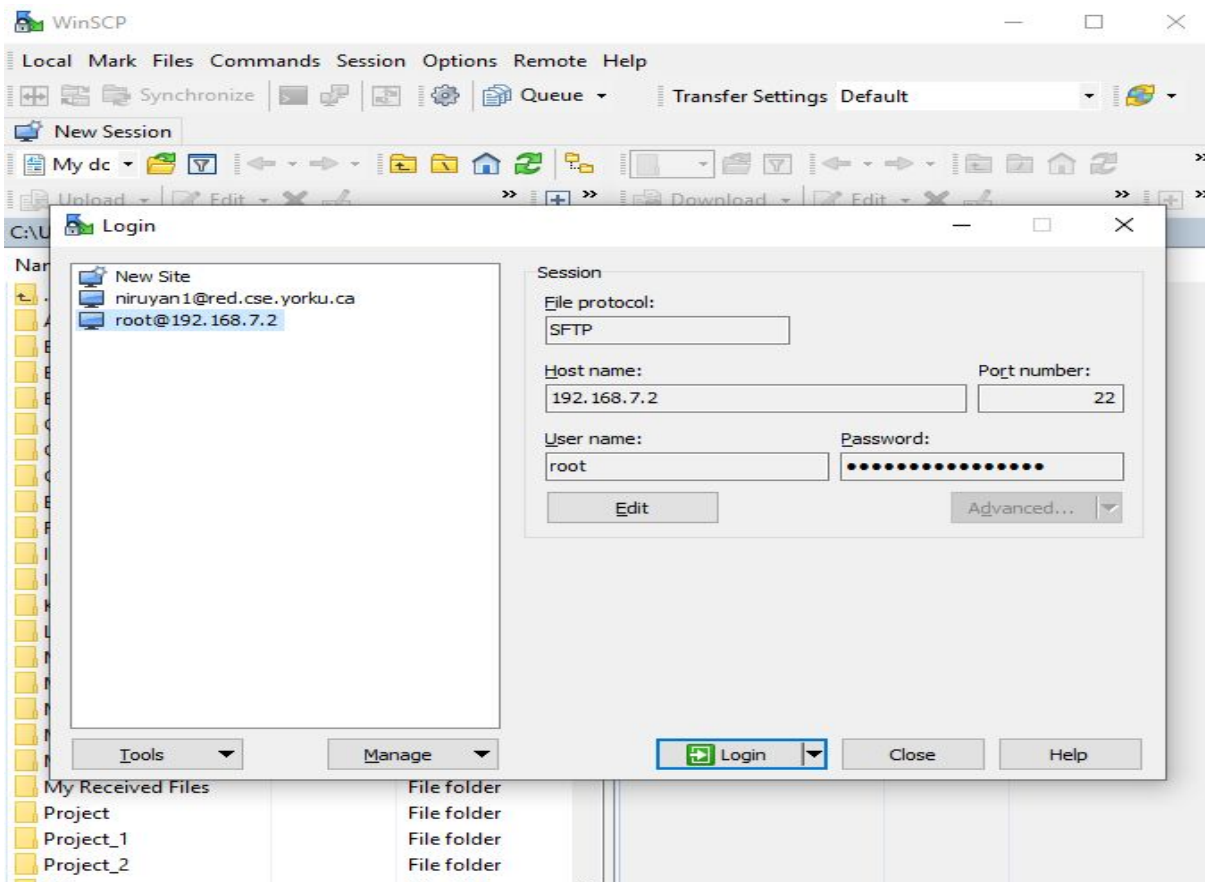 WinSCP
Local Mark Files Commands Session Options Remote Help
Synchronize Queue Transfer Settings Default
New Session
My dc
Upload Edit Download Edit
C:\U
Login
Nar
New Site
niruyan1@red.cse.yorku.ca
root@192.168.7.2
Session
File protocol:
SFTP
Host name: Port number:
192.168.7.2 22
User name: Password:
root ●●●●●●●●●●●●●●●●
Edit Advanced...
Tools Manage Login Close Help
My Received Files File folder
Project File folder
Project_1 File folder
Project_2 File folder